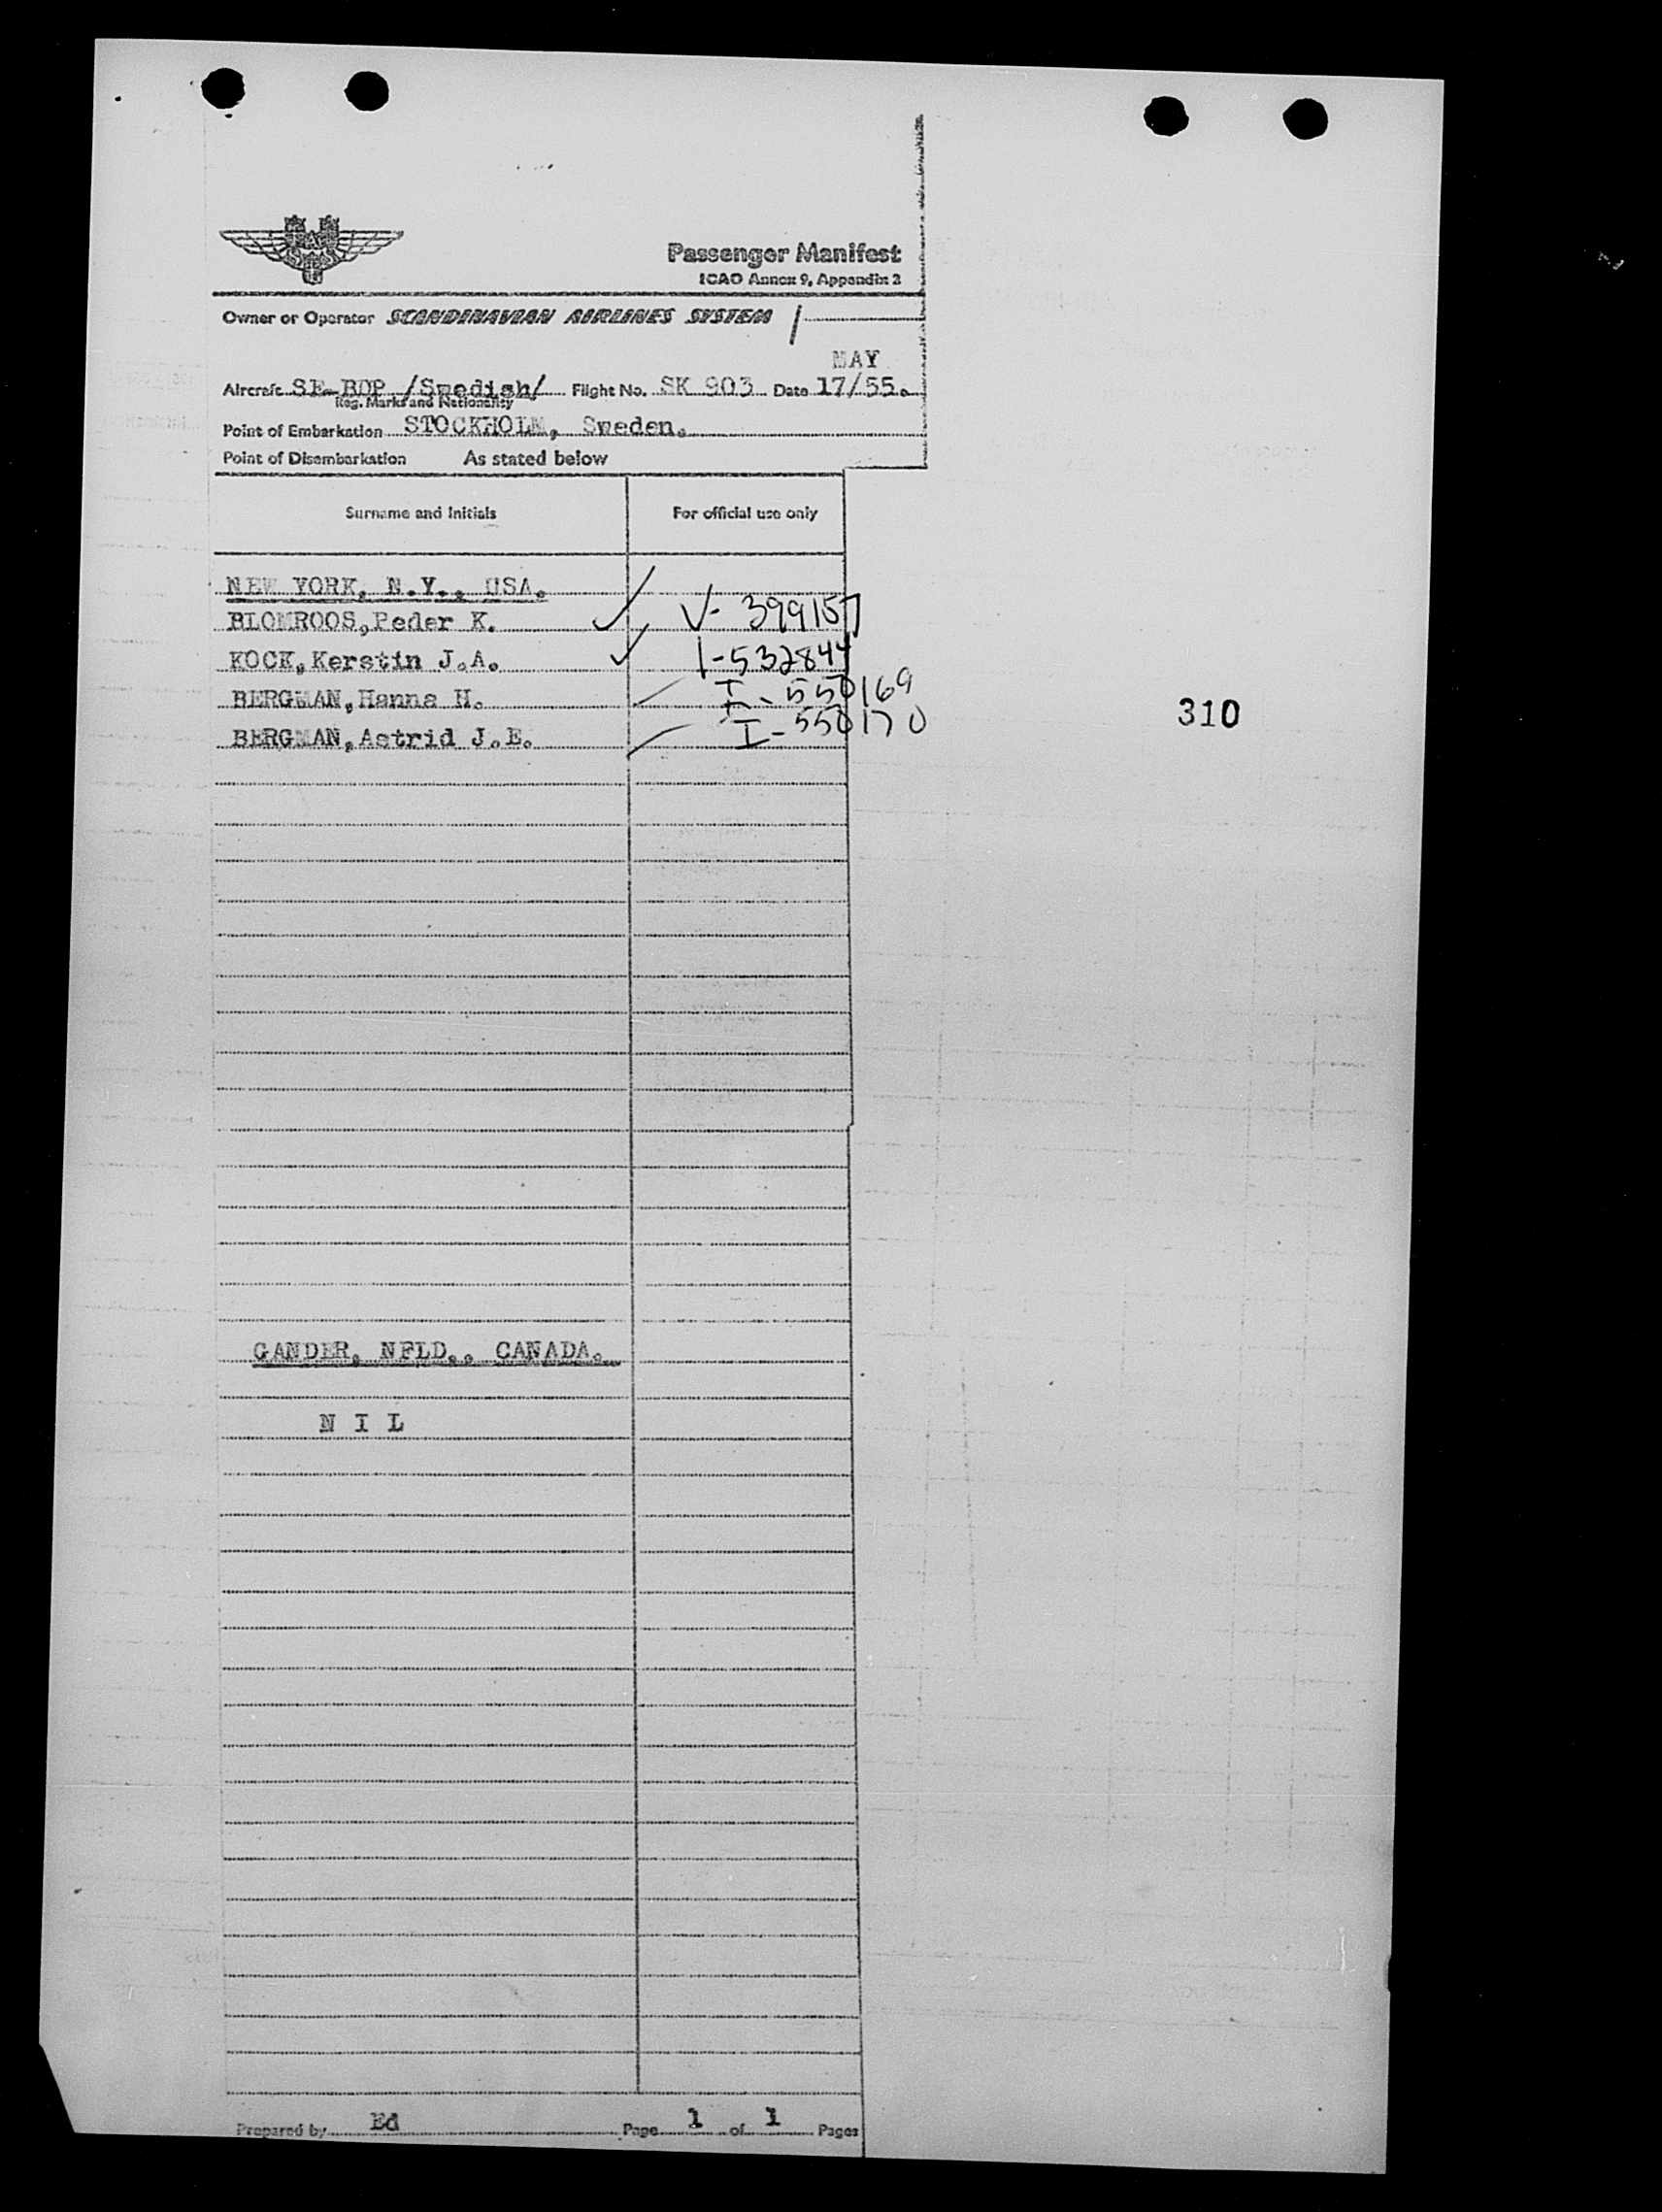 Passenger Manifest
ICAO Annex 9, Appendix 2
Owner or Operator SCANDINAVIAN AIRLINES SYSTEM
MAY
Aircraft SE-BDP /Swedish/ Flight No. SK 903 Date 17/55.
Reg. Marks and Nationality
Point of Embarkation STOCKHOLM, Sweden.
Point of Disembarkation As stated below
Surname and Initials For official use only
NEW YORK, N.Y., USA.
BLOMROOS, Peder K. V- 399157
KOCK, Kerstin J.A. I-532844
BERGMAN, Hanna H. I-550169
BERGMAN, Astrid J.E. I-550170
310
GANDER, NFLD., CANADA.
N I L
Prepared by Ed Page 1 of 1 Pages